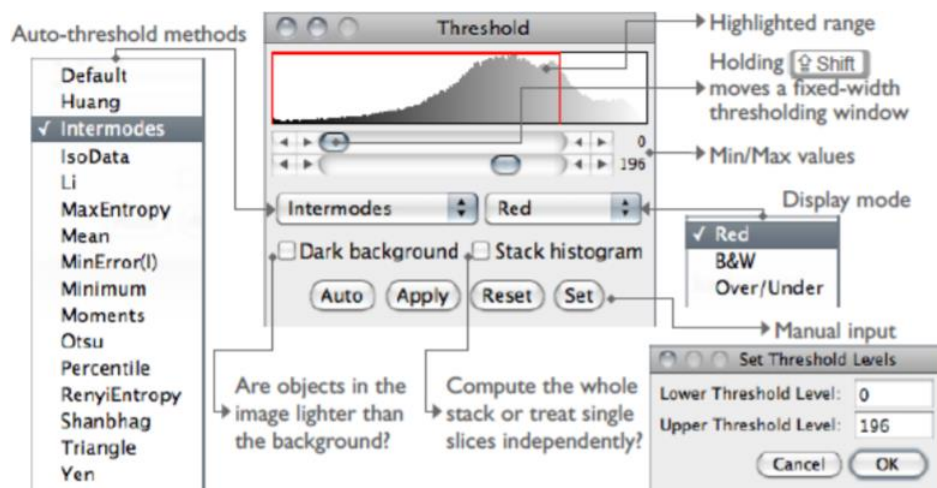 Auto-threshold methods
Default
Huang
✓ Intermodes
IsoData
Li
MaxEntropy
Mean
MinError(I)
Minimum
Moments
Otsu
Percentile
RenyiEntropy
Shanbhag
Triangle
Yen
Threshold
0
196
Intermodes
Red
Dark background
Stack histogram
Auto
Apply
Reset
Set
Highlighted range
Holding ⇧ Shift
moves a fixed-width
thresholding window
Min/Max values
Display mode
✓ Red
B&W
Over/Under
Manual input
Are objects in the
image lighter than
the background?
Compute the whole
stack or treat single
slices independently?
Set Threshold Levels
Lower Threshold Level: 0
Upper Threshold Level: 196
Cancel
OK